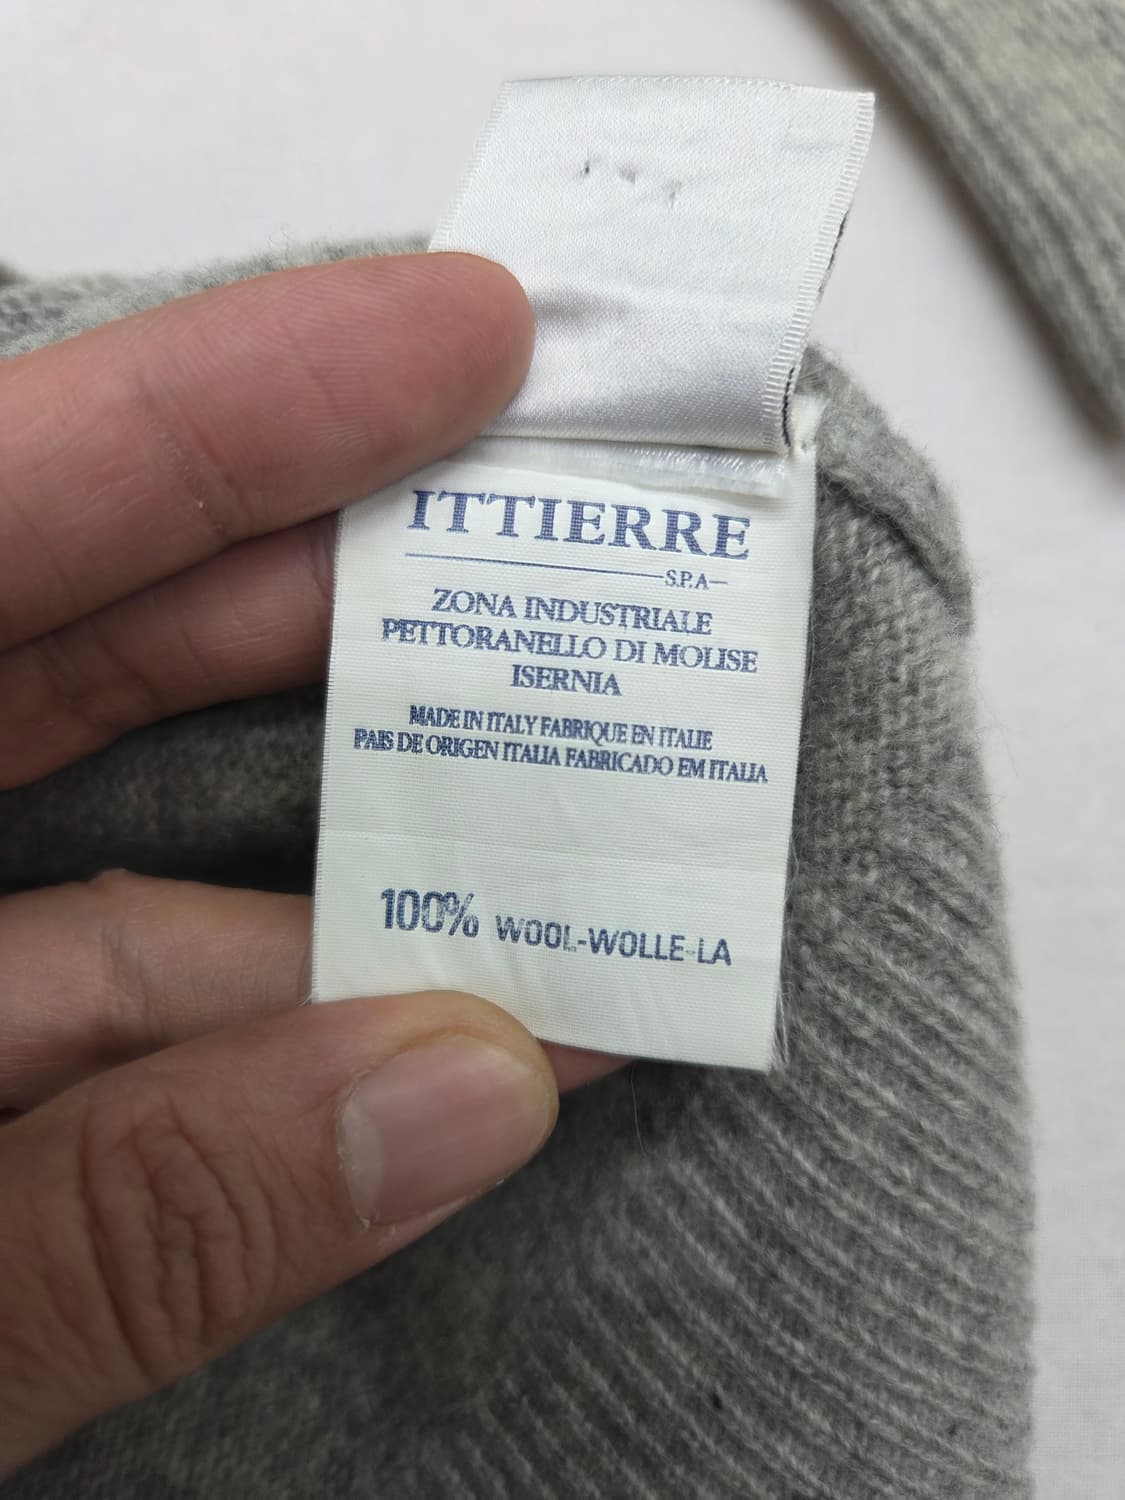 ITTIERRE
S.P.A
ZONA INDUSTRIALE
PETTORANELLO DI MOLISE
ISERNIA
MADE IN ITALY FABRIQUE EN ITALIE
PAIS DE ORIGEN ITALIA FABRICADO EM ITALIA
100% WOOL-WOLLE-LA